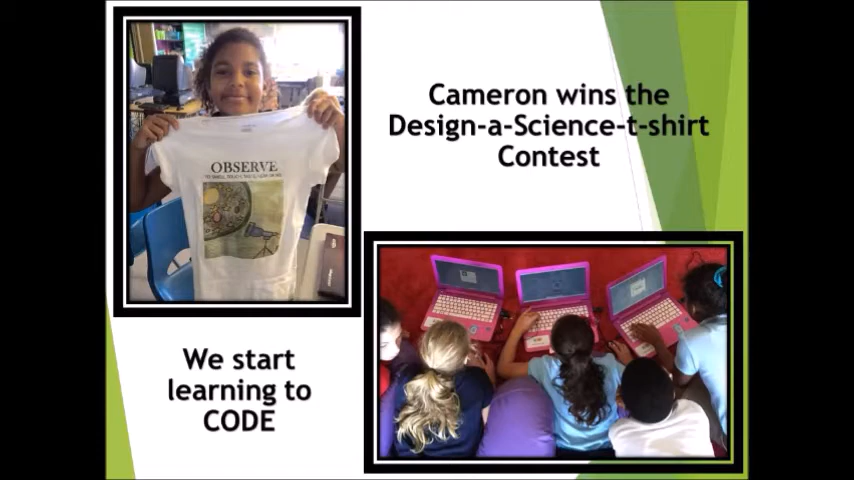 Cameron wins the
Design-a-Science-t-shirt
Contest
OBSERVE
We start
learning to
CODE